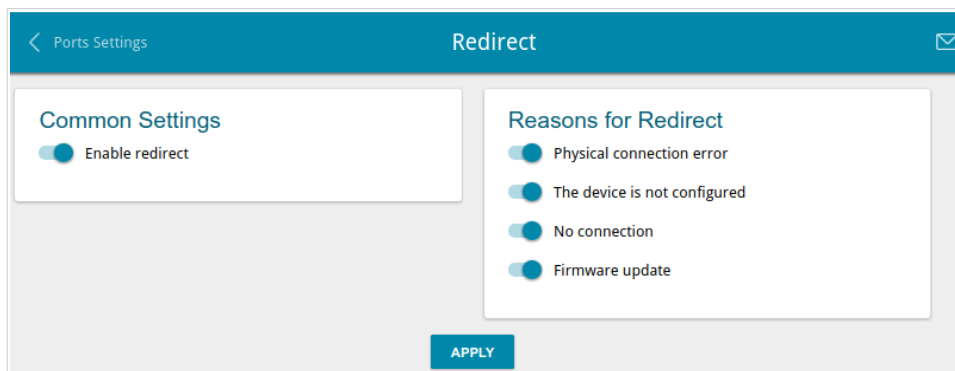 Ports Settings
Redirect
Common Settings
Enable redirect
Reasons for Redirect
Physical connection error
The device is not configured
No connection
Firmware update
APPLY